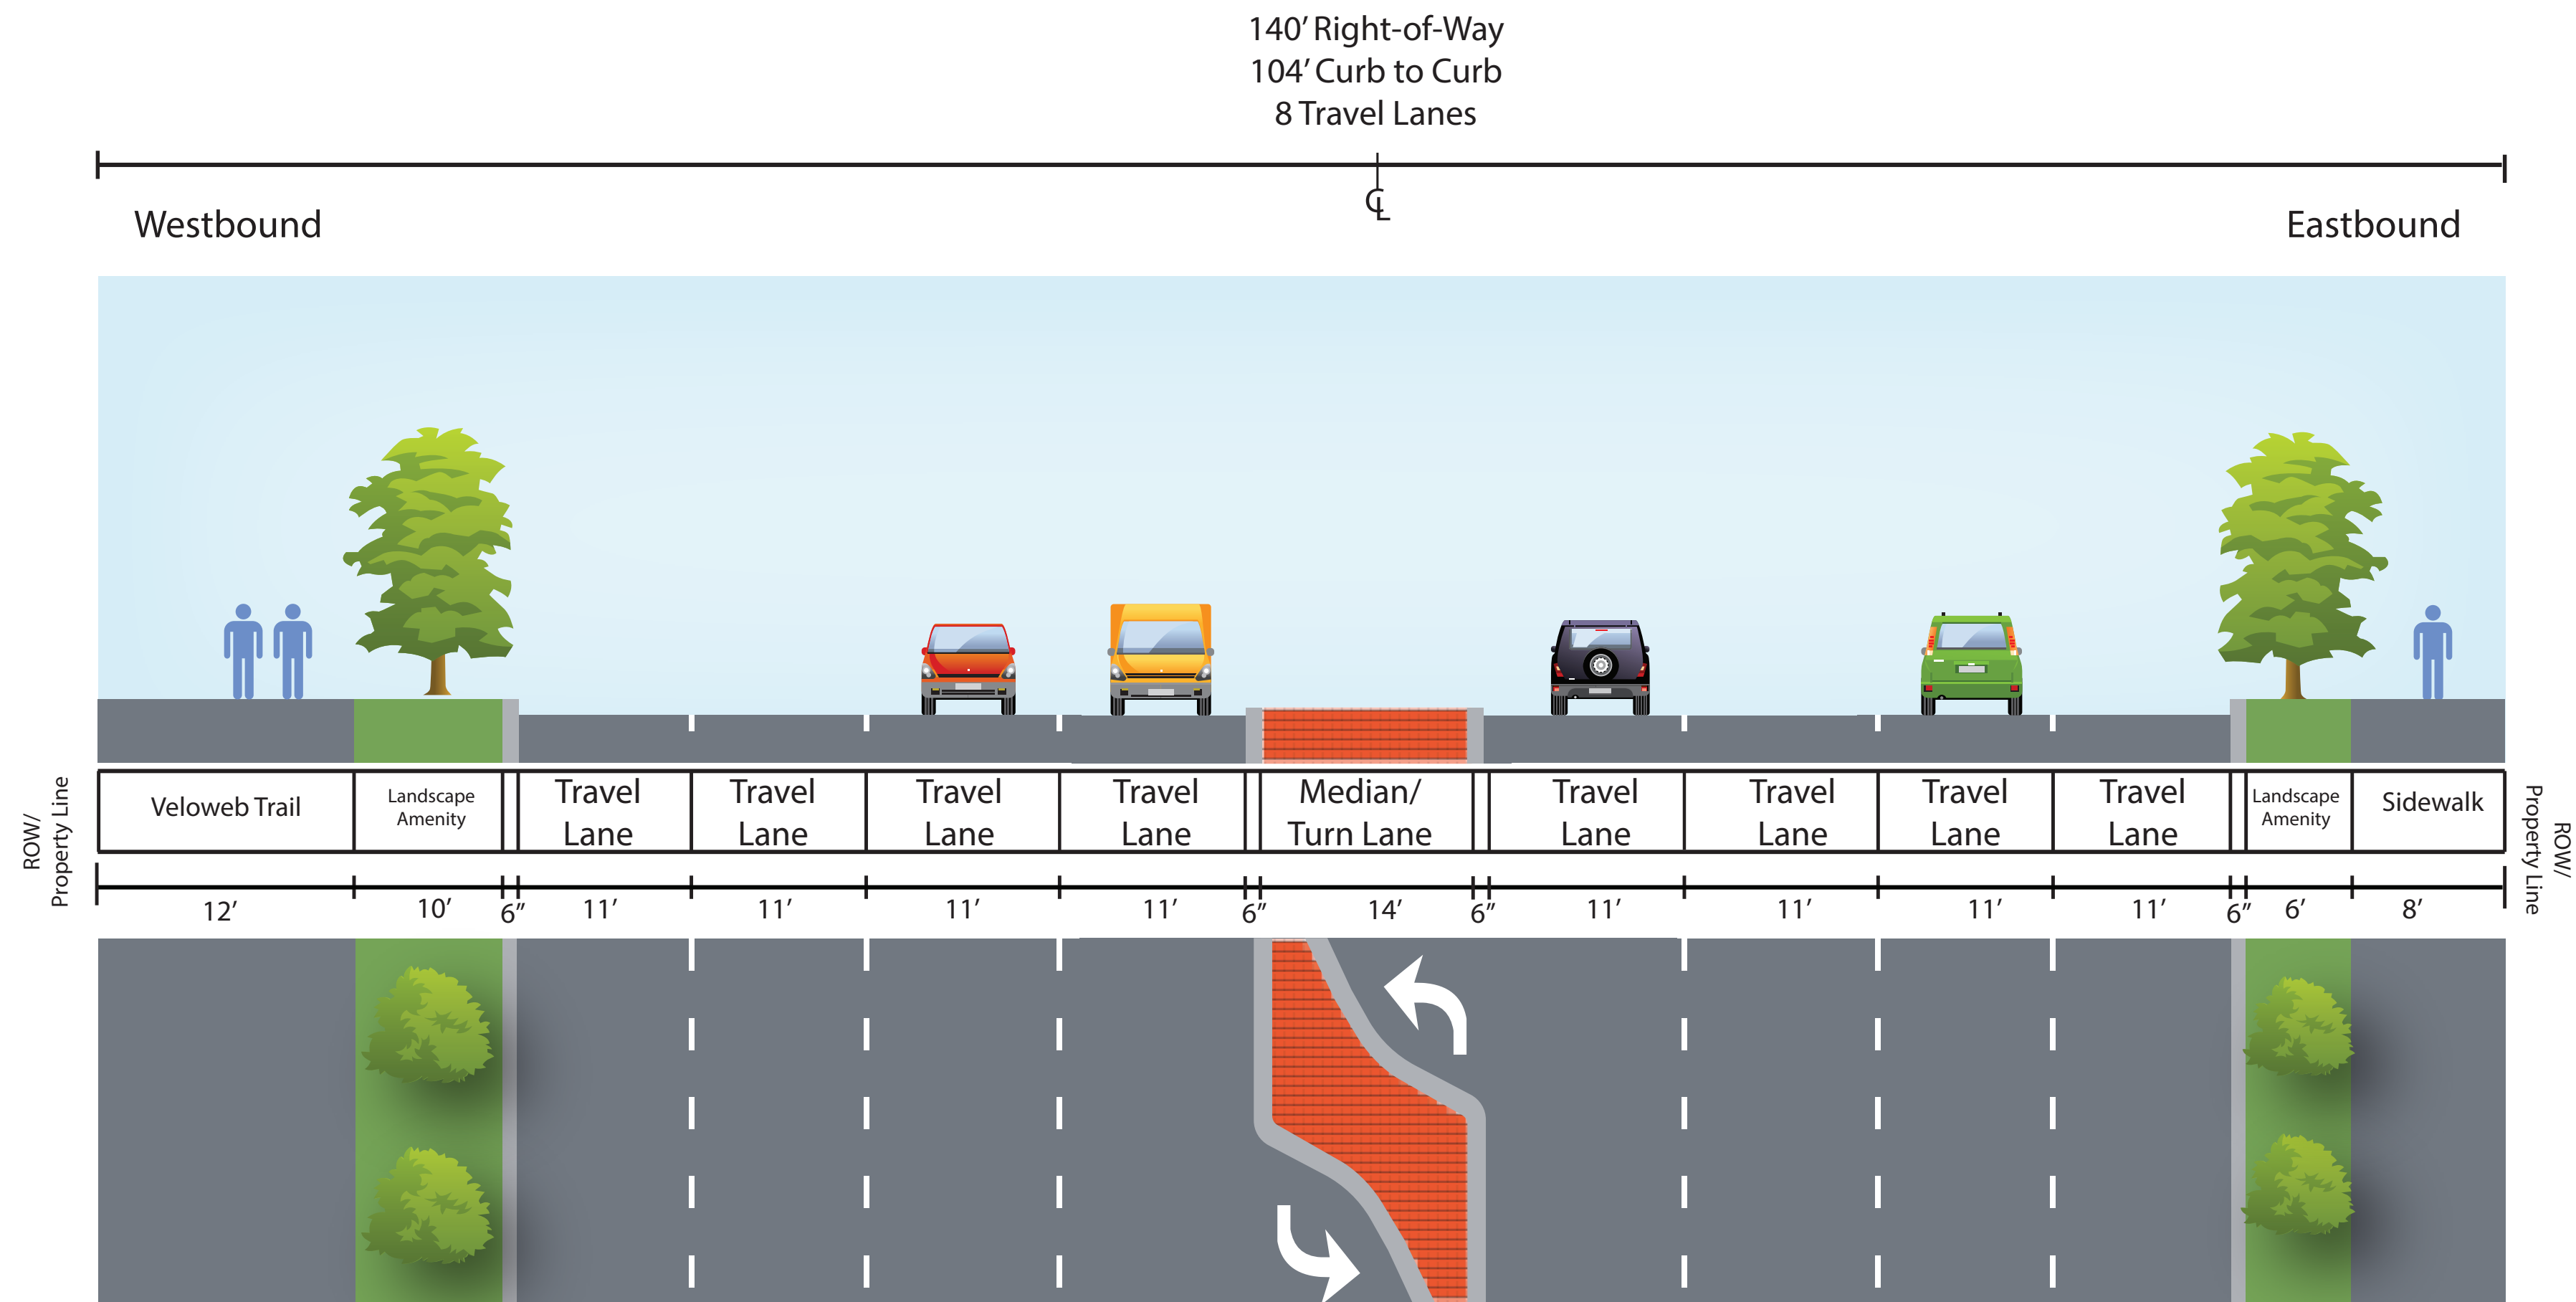 140’ Right-of-Way
104’ Curb to Curb
8 Travel Lanes
℄
Westbound
Eastbound
ROW/
Property Line
Veloweb Trail
Landscape
Amenity
Travel
Lane
Travel
Lane
Travel
Lane
Travel
Lane
Median/
Turn Lane
Travel
Lane
Travel
Lane
Travel
Lane
Travel
Lane
Landscape
Amenity
Sidewalk
ROW/
Property Line
12’ 10’ 6” 11’ 11’ 11’ 11’ 6” 14’ 6” 11’ 11’ 11’ 11’ 6” 6’ 8’